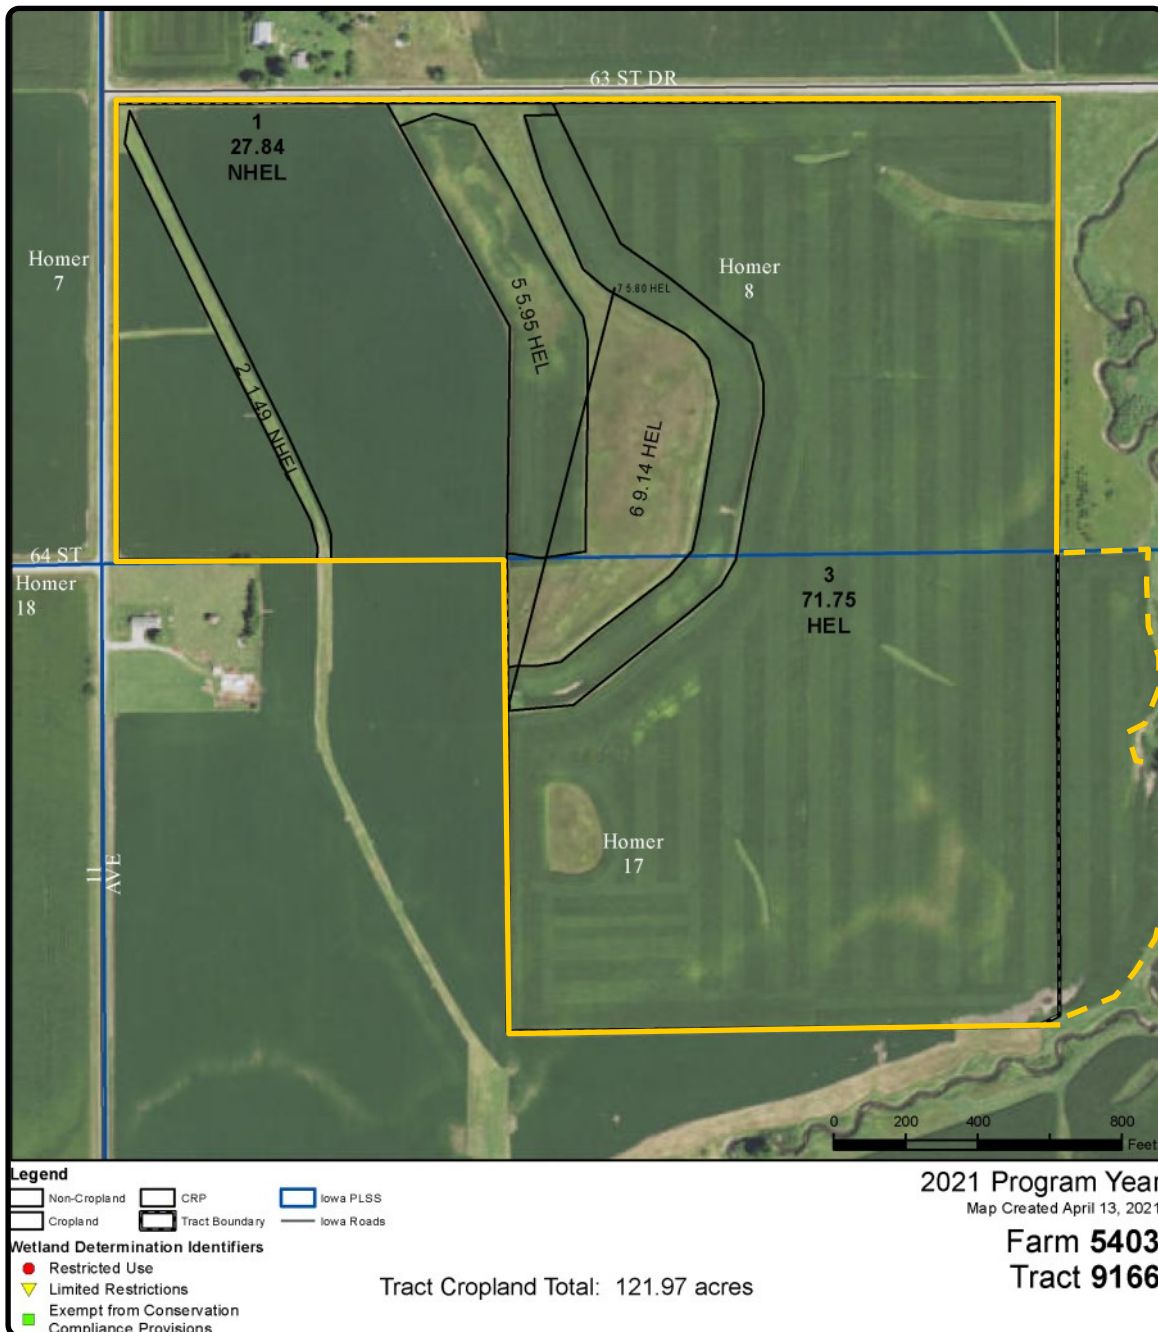 63 ST DR
1
27.84
NHEL
Homer
7
Homer
8
7 5.80 HEL
5 5.95 HEL
2 1.49 NHEL
6 9.14 HEL
64 ST
Homer
18
3
71.75
HEL
Homer
17
11
AVE
0 200 400 800
Feet
Legend
Non-Cropland CRP Iowa PLSS
Cropland Tract Boundary Iowa Roads
Wetland Determination Identifiers
Restricted Use
Limited Restrictions
Exempt from Conservation
Compliance Provisions
Tract Cropland Total: 121.97 acres
2021 Program Year
Map Created April 13, 2021
Farm 5403
Tract 9166